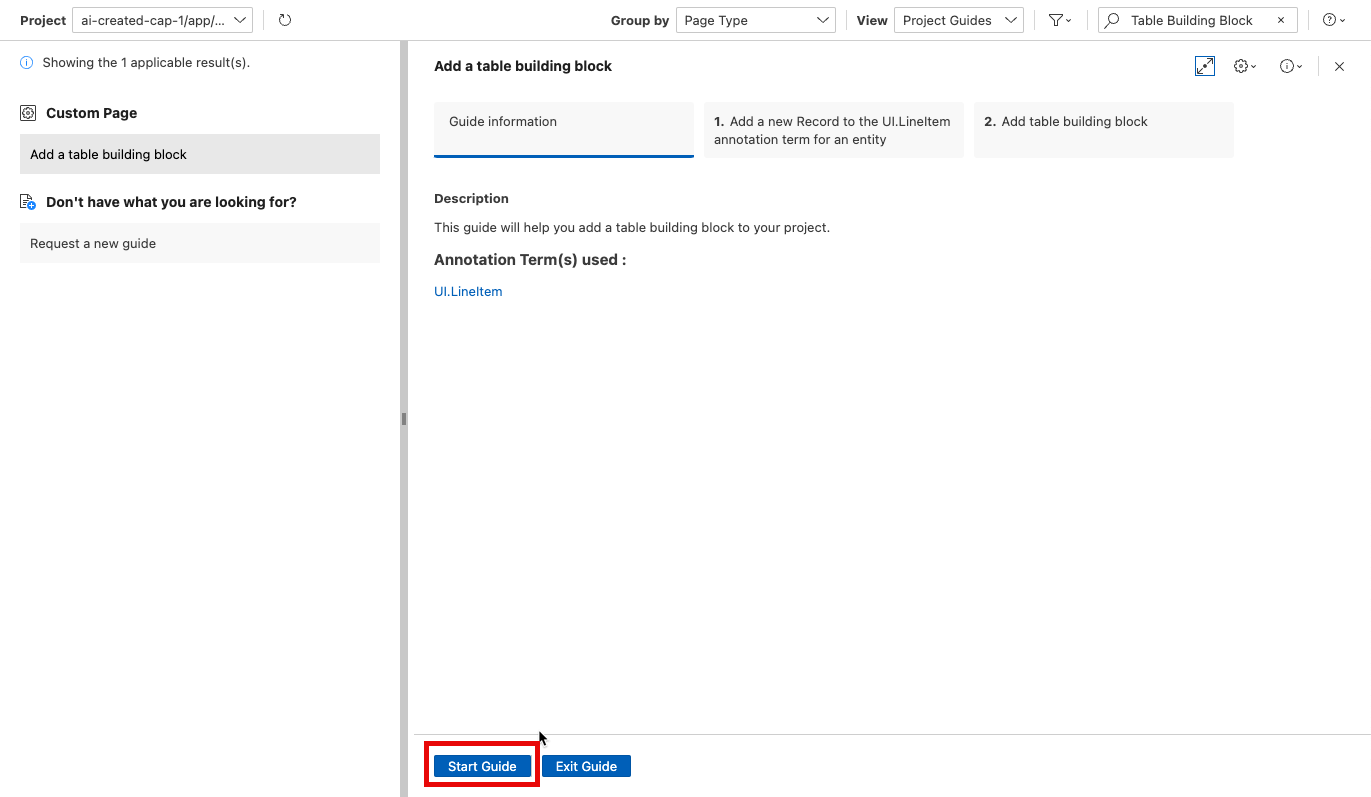 Project ai-created-cap-1/app/... Group by Page Type View Project Guides Table Building Block
Showing the 1 applicable result(s).
Custom Page
Add a table building block
Don't have what you are looking for?
Request a new guide
Add a table building block
Guide information
1. Add a new Record to the UI.LineItem
annotation term for an entity
2. Add table building block
Description
This guide will help you add a table building block to your project.
Annotation Term(s) used :
UI.LineItem
Start Guide Exit Guide